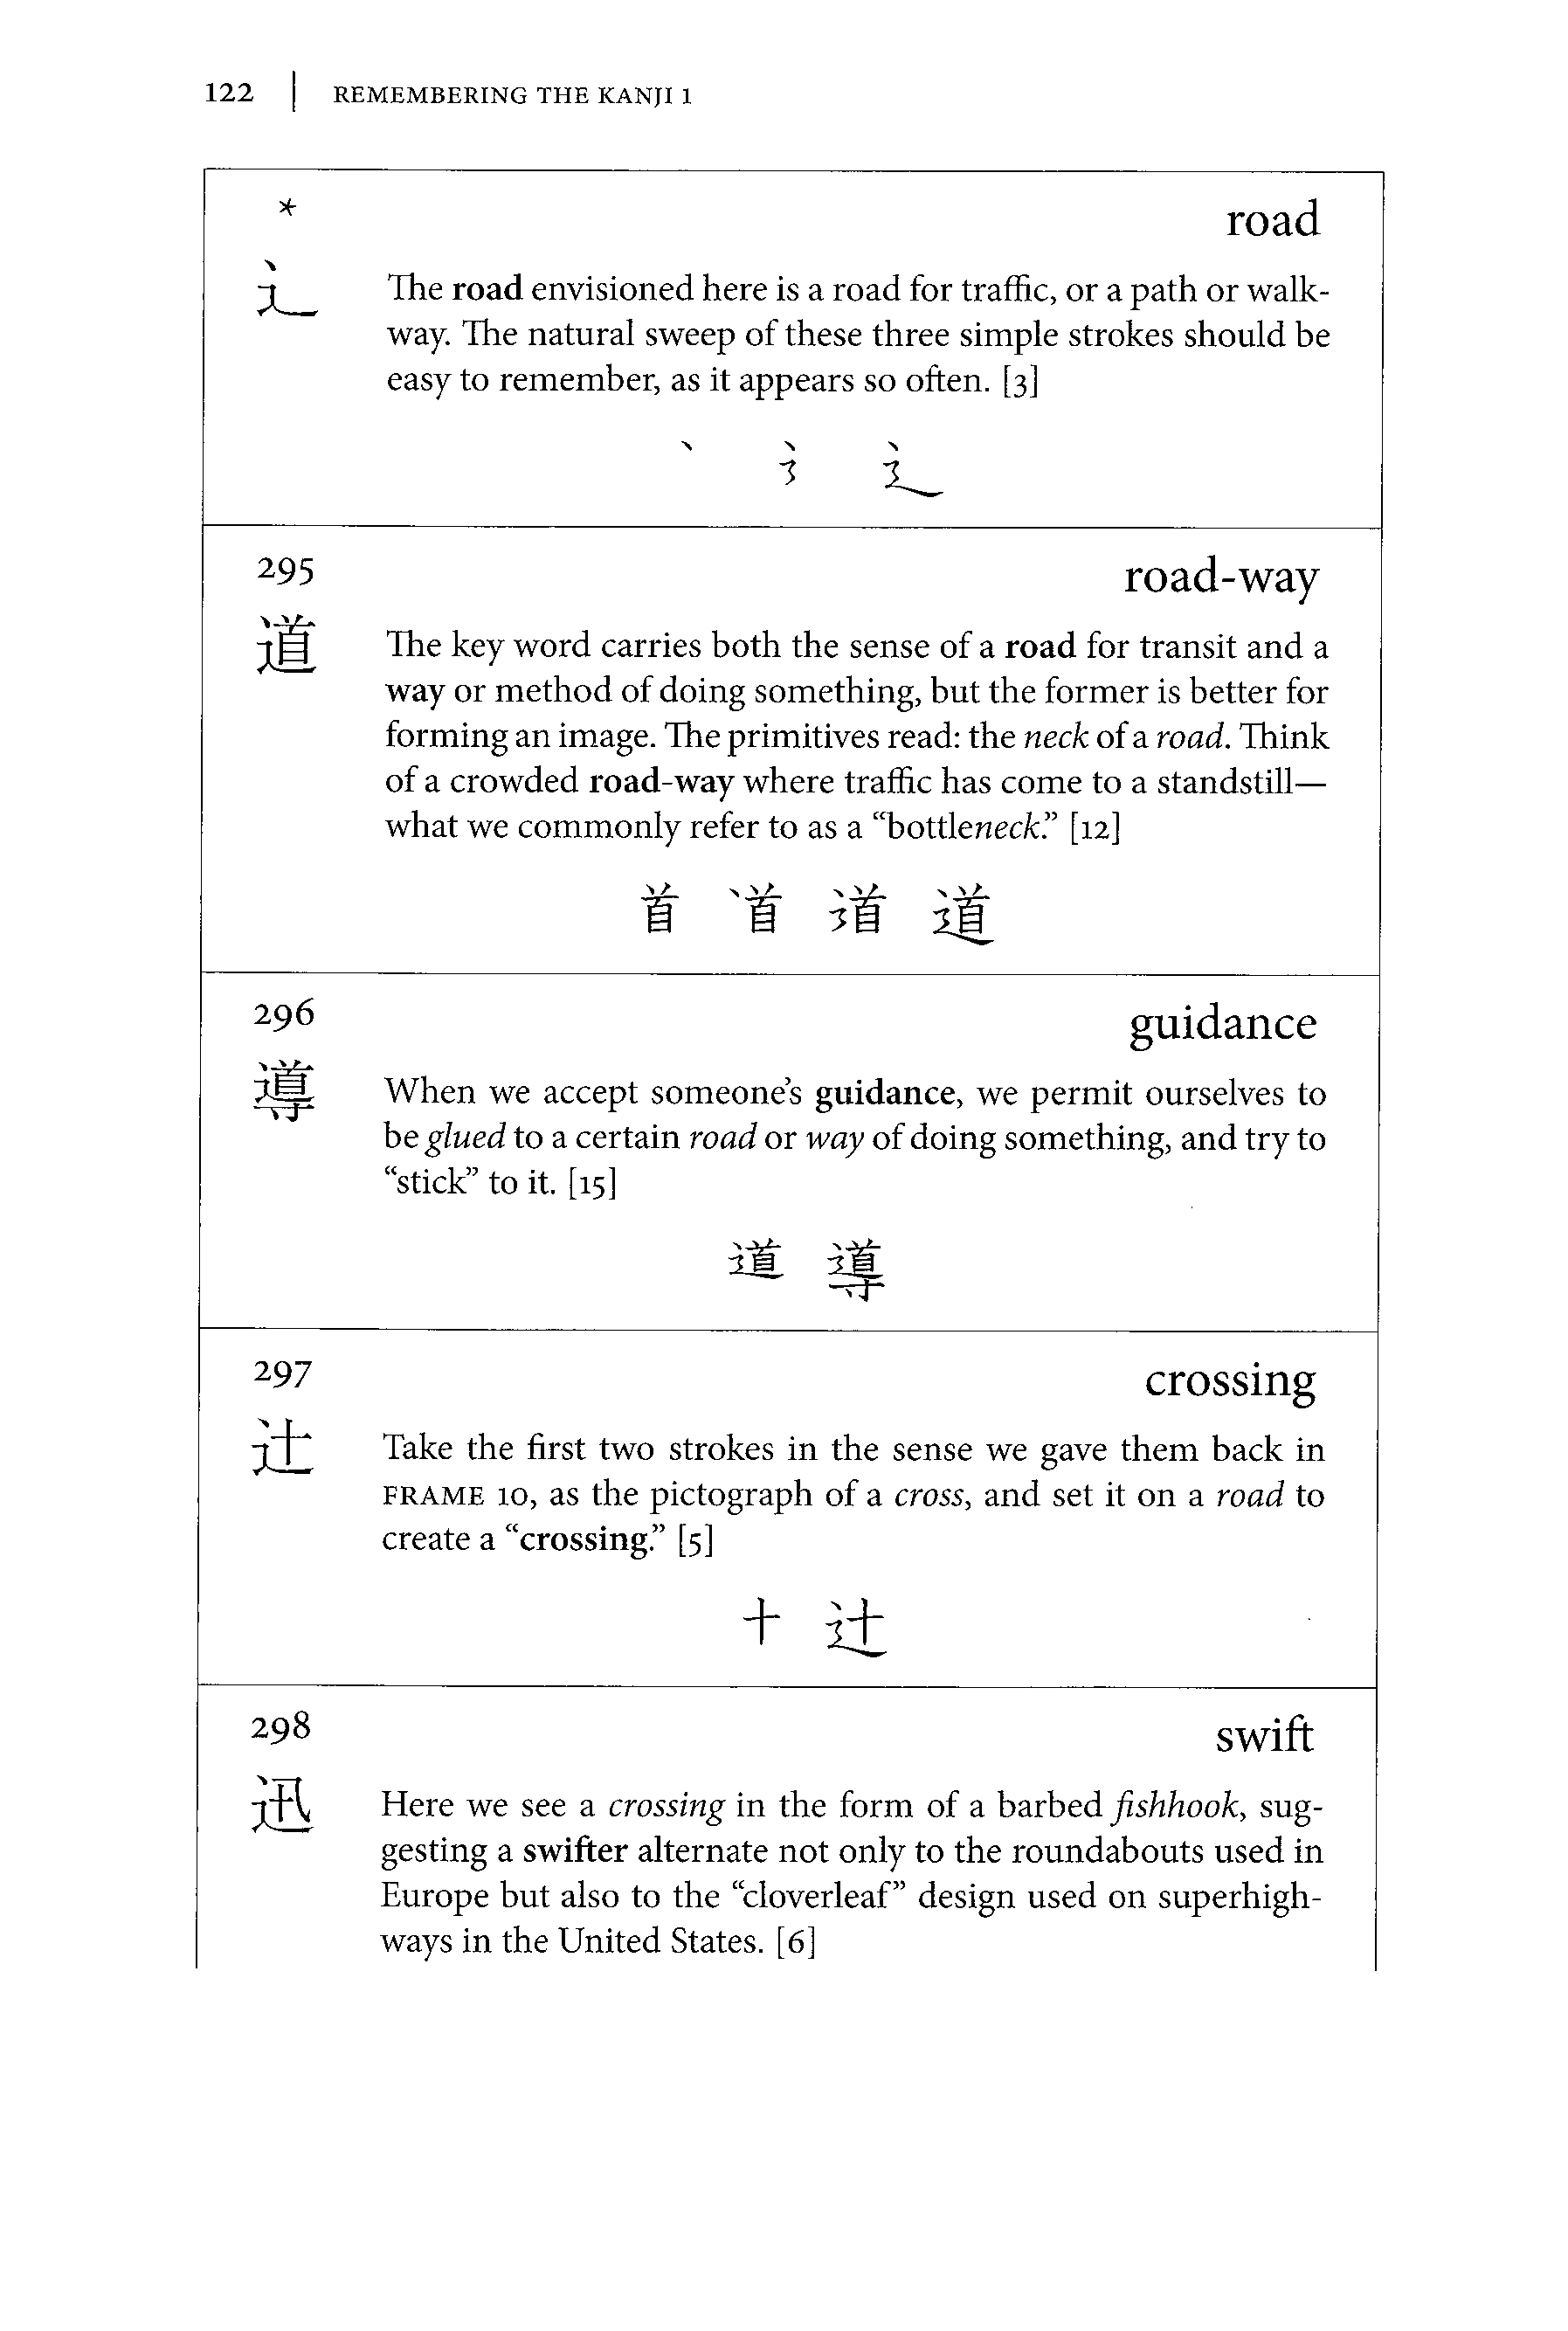 122 | REMEMBERING THE KANJI 1
* road
⻌ The road envisioned here is a road for traffic, or a path or walk-
way. The natural sweep of these three simple strokes should be
easy to remember, as it appears so often. [3]
⻌
295 road-way
道 The key word carries both the sense of a road for transit and a
way or method of doing something, but the former is better for
forming an image. The primitives read: the neck of a road. Think
of a crowded road-way where traffic has come to a standstill—
what we commonly refer to as a “bottleneck.” [12]
首 道
296 guidance
導 When we accept someone’s guidance, we permit ourselves to
be glued to a certain road or way of doing something, and try to
“stick” to it. [15]
道 導
297 crossing
辻 Take the first two strokes in the sense we gave them back in
FRAME 10, as the pictograph of a cross, and set it on a road to
create a “crossing.” [5]
十 辻
298 swift
迅 Here we see a crossing in the form of a barbed fishhook, sug-
gesting a swifter alternate not only to the roundabouts used in
Europe but also to the “cloverleaf” design used on superhigh-
ways in the United States. [6]